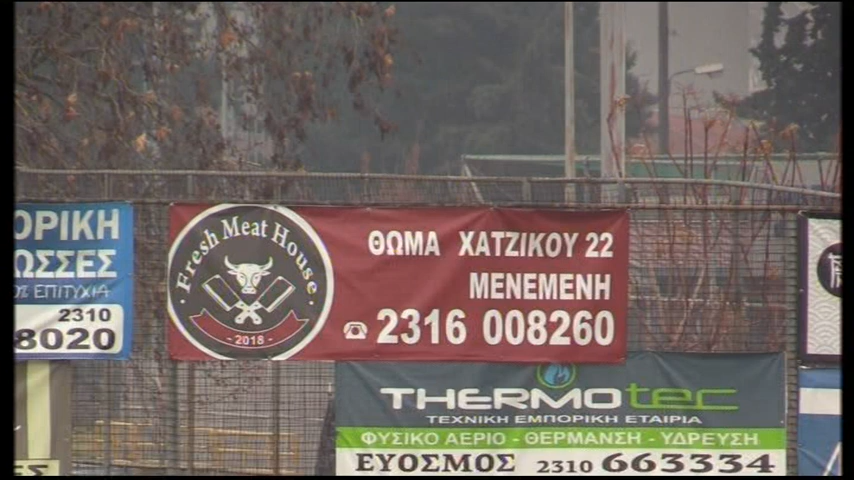 ΟΡΙΚΗ
ΩΣΣΕΣ
ΕΠΙΤΥΧΙΑ
2310
8020
Fresh Meat House
- 2018 -
ΘΩΜΑ ΧΑΤΖΙΚΟΥ 22
ΜΕΝΕΜΕΝΗ
2316 008260
THERMOTEC
ΤΕΧΝΙΚΗ ΕΜΠΟΡΙΚΗ ΕΤΑΙΡΙΑ
ΦΥΣΙΚΟ ΑΕΡΙΟ - ΘΕΡΜΑΝΣΗ - ΥΔΡΕΥΣΗ
ΕΥΟΣΜΟΣ 2310 663334
ΕΣ